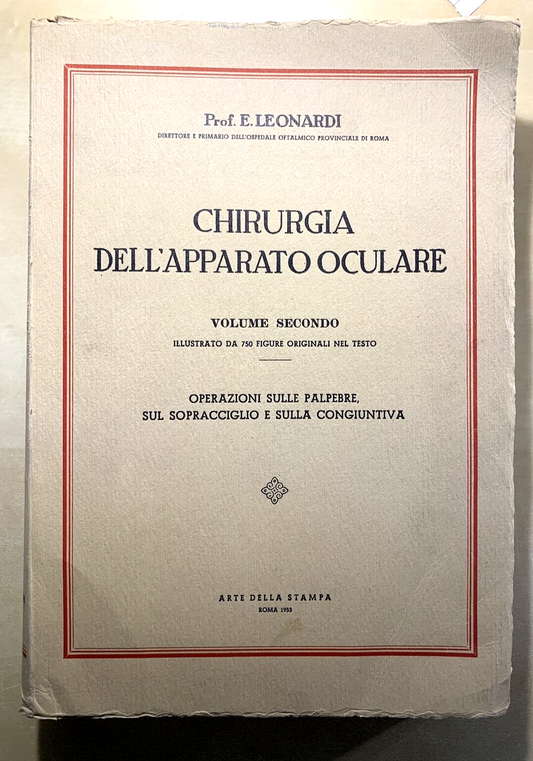 Prof. E. LEONARDI
DIRETTORE E PRIMARIO DELL'OSPEDALE OFTALMICO PROVINCIALE DI ROMA
CHIRURGIA
DELL'APPARATO OCULARE
VOLUME SECONDO
ILLUSTRATO DA 750 FIGURE ORIGINALI NEL TESTO
OPERAZIONI SULLE PALPEBRE,
SUL SOPRACCIGLIO E SULLA CONGIUNTIVA
ARTE DELLA STAMPA
ROMA 1953